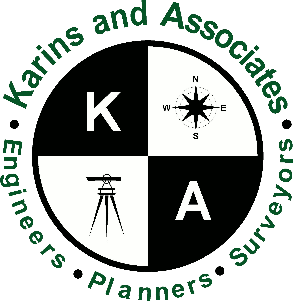 Karins and Associates
K
N
W E
S
A
• Engineers • Planners • Surveyors •